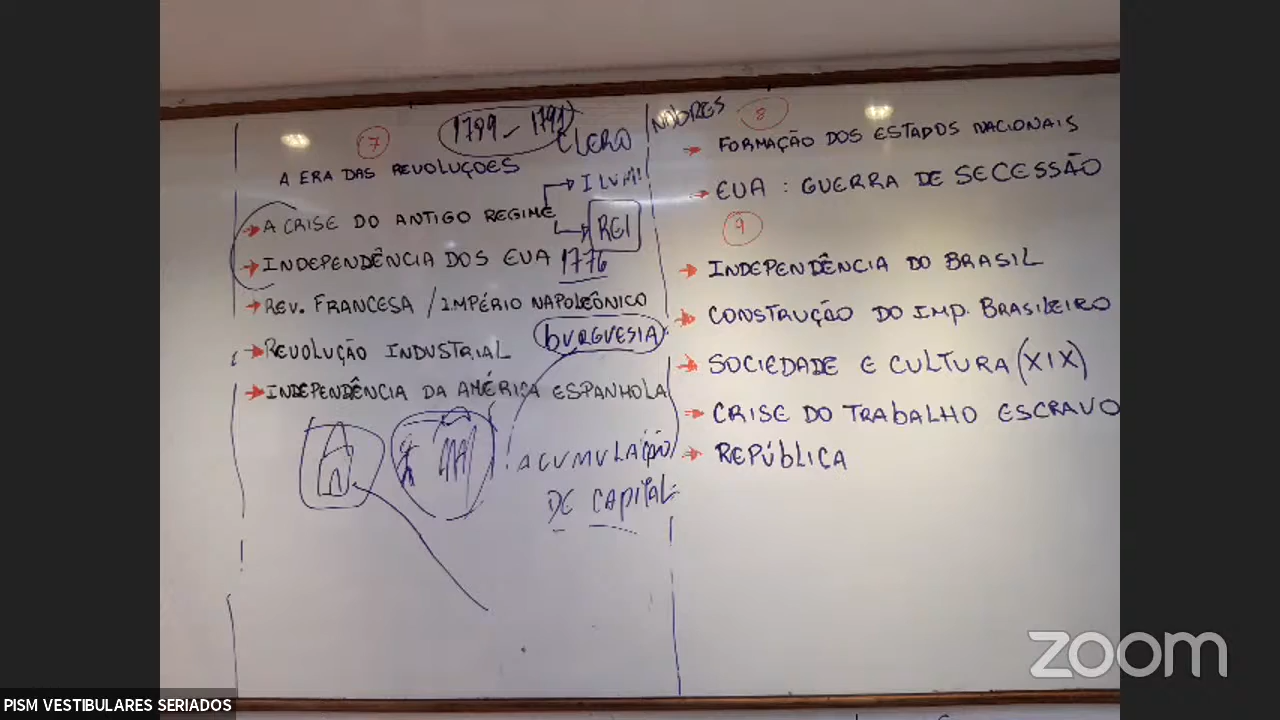 7
1789 - 1799
CLERO
NOBRES
A ERA DAS REVOLUÇÕES
ILUMI
→ A CRISE DO ANTIGO REGIME
REI
→ INDEPENDÊNCIA DOS EUA 1776
→ REV. FRANCESA / IMPÉRIO NAPOLEÔNICO
BURGUESIA
→ REVOLUÇÃO INDUSTRIAL
→ INDEPENDÊNCIA DA AMÉRICA ESPANHOLA
ACUMULAÇÃO
DE CAPITAL
8
→ FORMAÇÃO DOS ESTADOS NACIONAIS
→ EUA : GUERRA DE SECESSÃO
9
→ INDEPENDÊNCIA DO BRASIL
→ CONSTRUÇÃO DO IMP. BRASILEIRO
→ SOCIEDADE E CULTURA (XIX)
→ CRISE DO TRABALHO ESCRAVO
→ REPÚBLICA
zoom
PISM VESTIBULARES SERIADOS